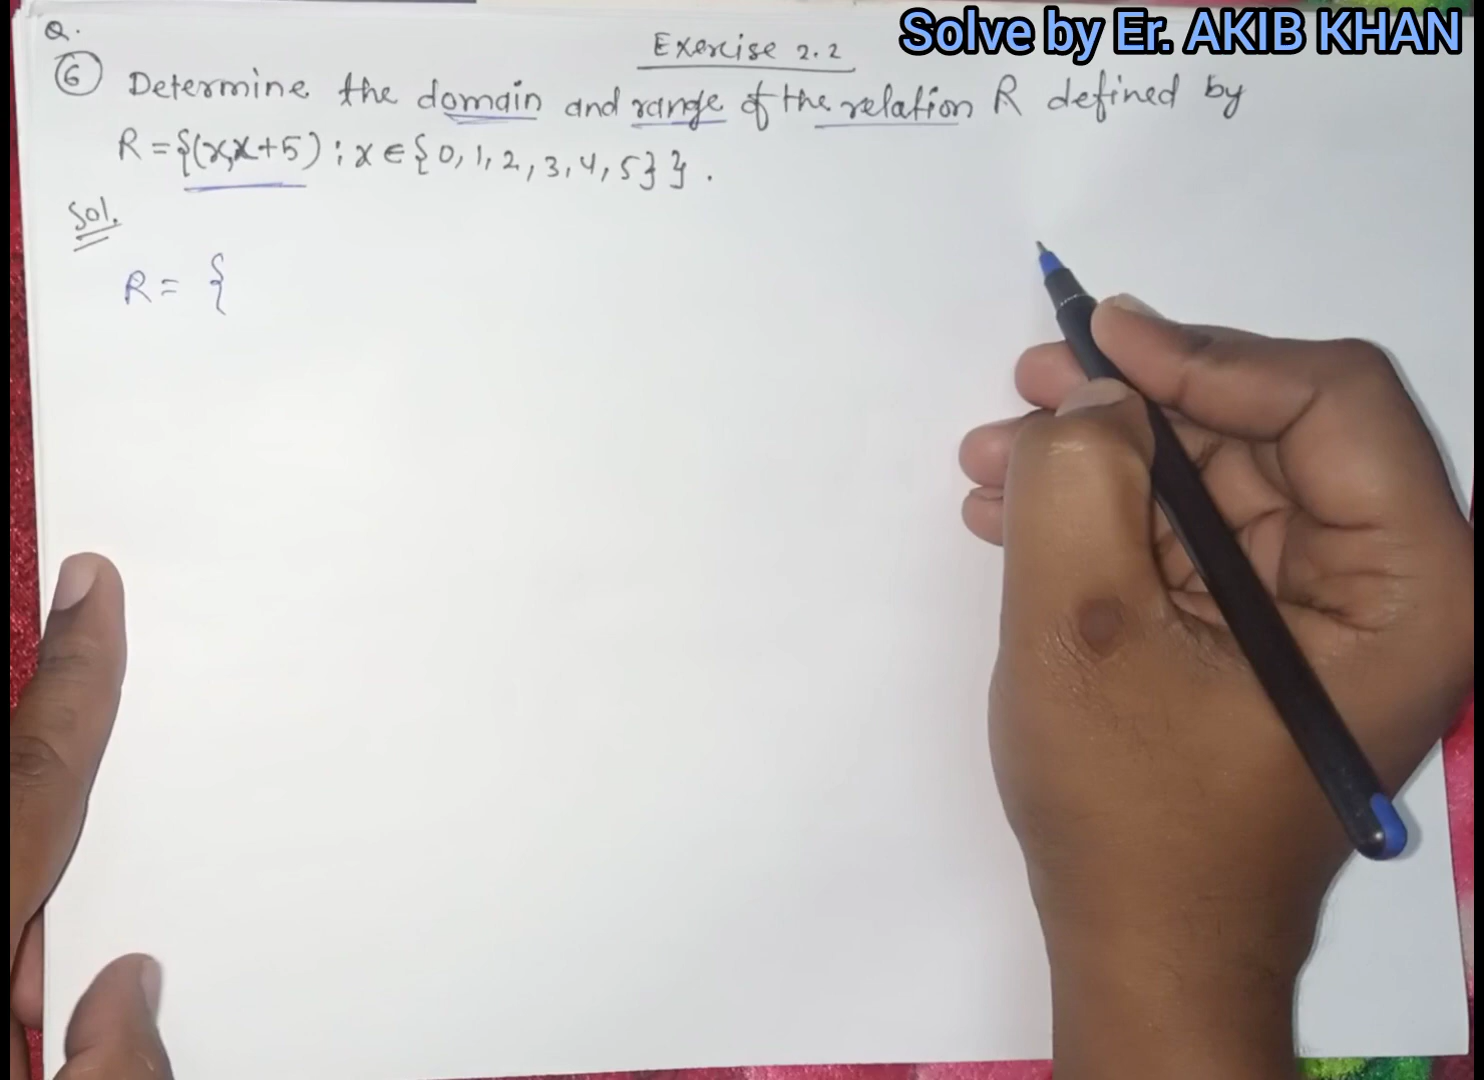 Solve by Er. AKIB KHAN
Q.
Exercise 2.2
6 Determine the domain and range of the relation R defined by
R = {(x,x+5) : x ∈ {0, 1, 2, 3, 4, 5} }.
Sol.
R = {